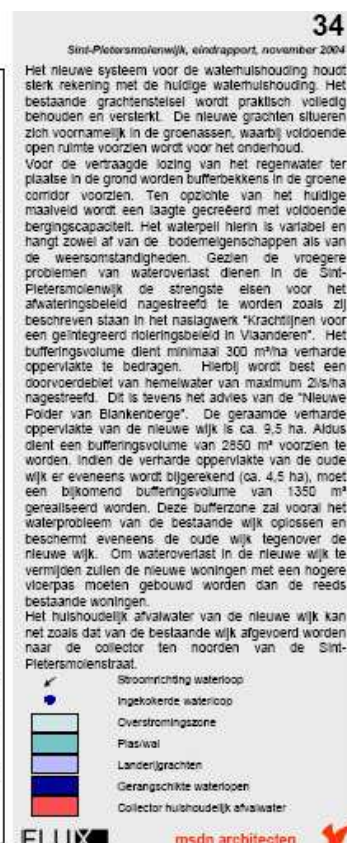 34
Sint-Pietersmolenwijk, eindrapport, november 2004
Het nieuwe systeem voor de waterhuishouding houdt
sterk rekening met de huidige waterhuishouding. Het
bestaande grachtenstelsel wordt praktisch volledig
behouden en versterkt. De nieuwe grachten situeren
zich voornamelijk in de groenassen, waarbij voldoende
open ruimte voorzien wordt voor het onderhoud.
Voor de vertraagde lozing van het regenwater ter
plaatse in de grond worden bufferbekkens in de groene
corridor voorzien. Ten opzichte van het huidige
maaiveld wordt een laagte gecreëerd met voldoende
bergingscapaciteit. Het waterpeil hierin is variabel en
hangt zowel af van de bodemeigenschappen als van
de weersomstandigheden. Gezien de vroegere
problemen van wateroverlast dienen in de Sint-
Pietersmolenwijk de strengste eisen voor het
afwateringsbeleid nagestreefd te worden zoals zij
beschreven staan in het naslagwerk "Krachtlijnen voor
een geïntegreerd rioleringsbeleid in Vlaanderen". Het
bufferingsvolume dient minimaal 300 m³/ha verharde
oppervlakte te bedragen. Hierbij wordt best een
doorvoerdebiet van hemelwater van maximum 2l/s/ha
nagestreefd. Dit is tevens het advies van de "Nieuwe
Polder van Blankenberge". De geraamde verharde
oppervlakte van de nieuwe wijk is ca. 9,5 ha. Aldus
dient een bufferingsvolume van 2850 m³ voorzien te
worden. Indien de verharde oppervlakte van de oude
wijk er eveneens wordt bijgerekend (ca. 4,5 ha), moet
een bijkomend bufferingsvolume van 1350 m³
gerealiseerd worden. Deze bufferzone zal vooral het
waterprobleem van de bestaande wijk oplossen en
beschermt eveneens de oude wijk tegenover de
nieuwe wijk. Om wateroverlast in de nieuwe wijk te
vermijden zullen de nieuwe woningen met een hogere
vloerpas moeten gebouwd worden dan de reeds
bestaande woningen.
Het huishoudelijk afvalwater van de nieuwe wijk kan
net zoals dat van de bestaande wijk afgevoerd worden
naar de collector ten noorden van de Sint-
Pietersmolenstraat.
Stroomrichting waterloop
Ingekokerde waterloop
Overstromingszone
Plas/wal
Landerijgrachten
Gerangschikte waterlopen
Collector huishoudelijk afvalwater
FLUX
msdn architecten